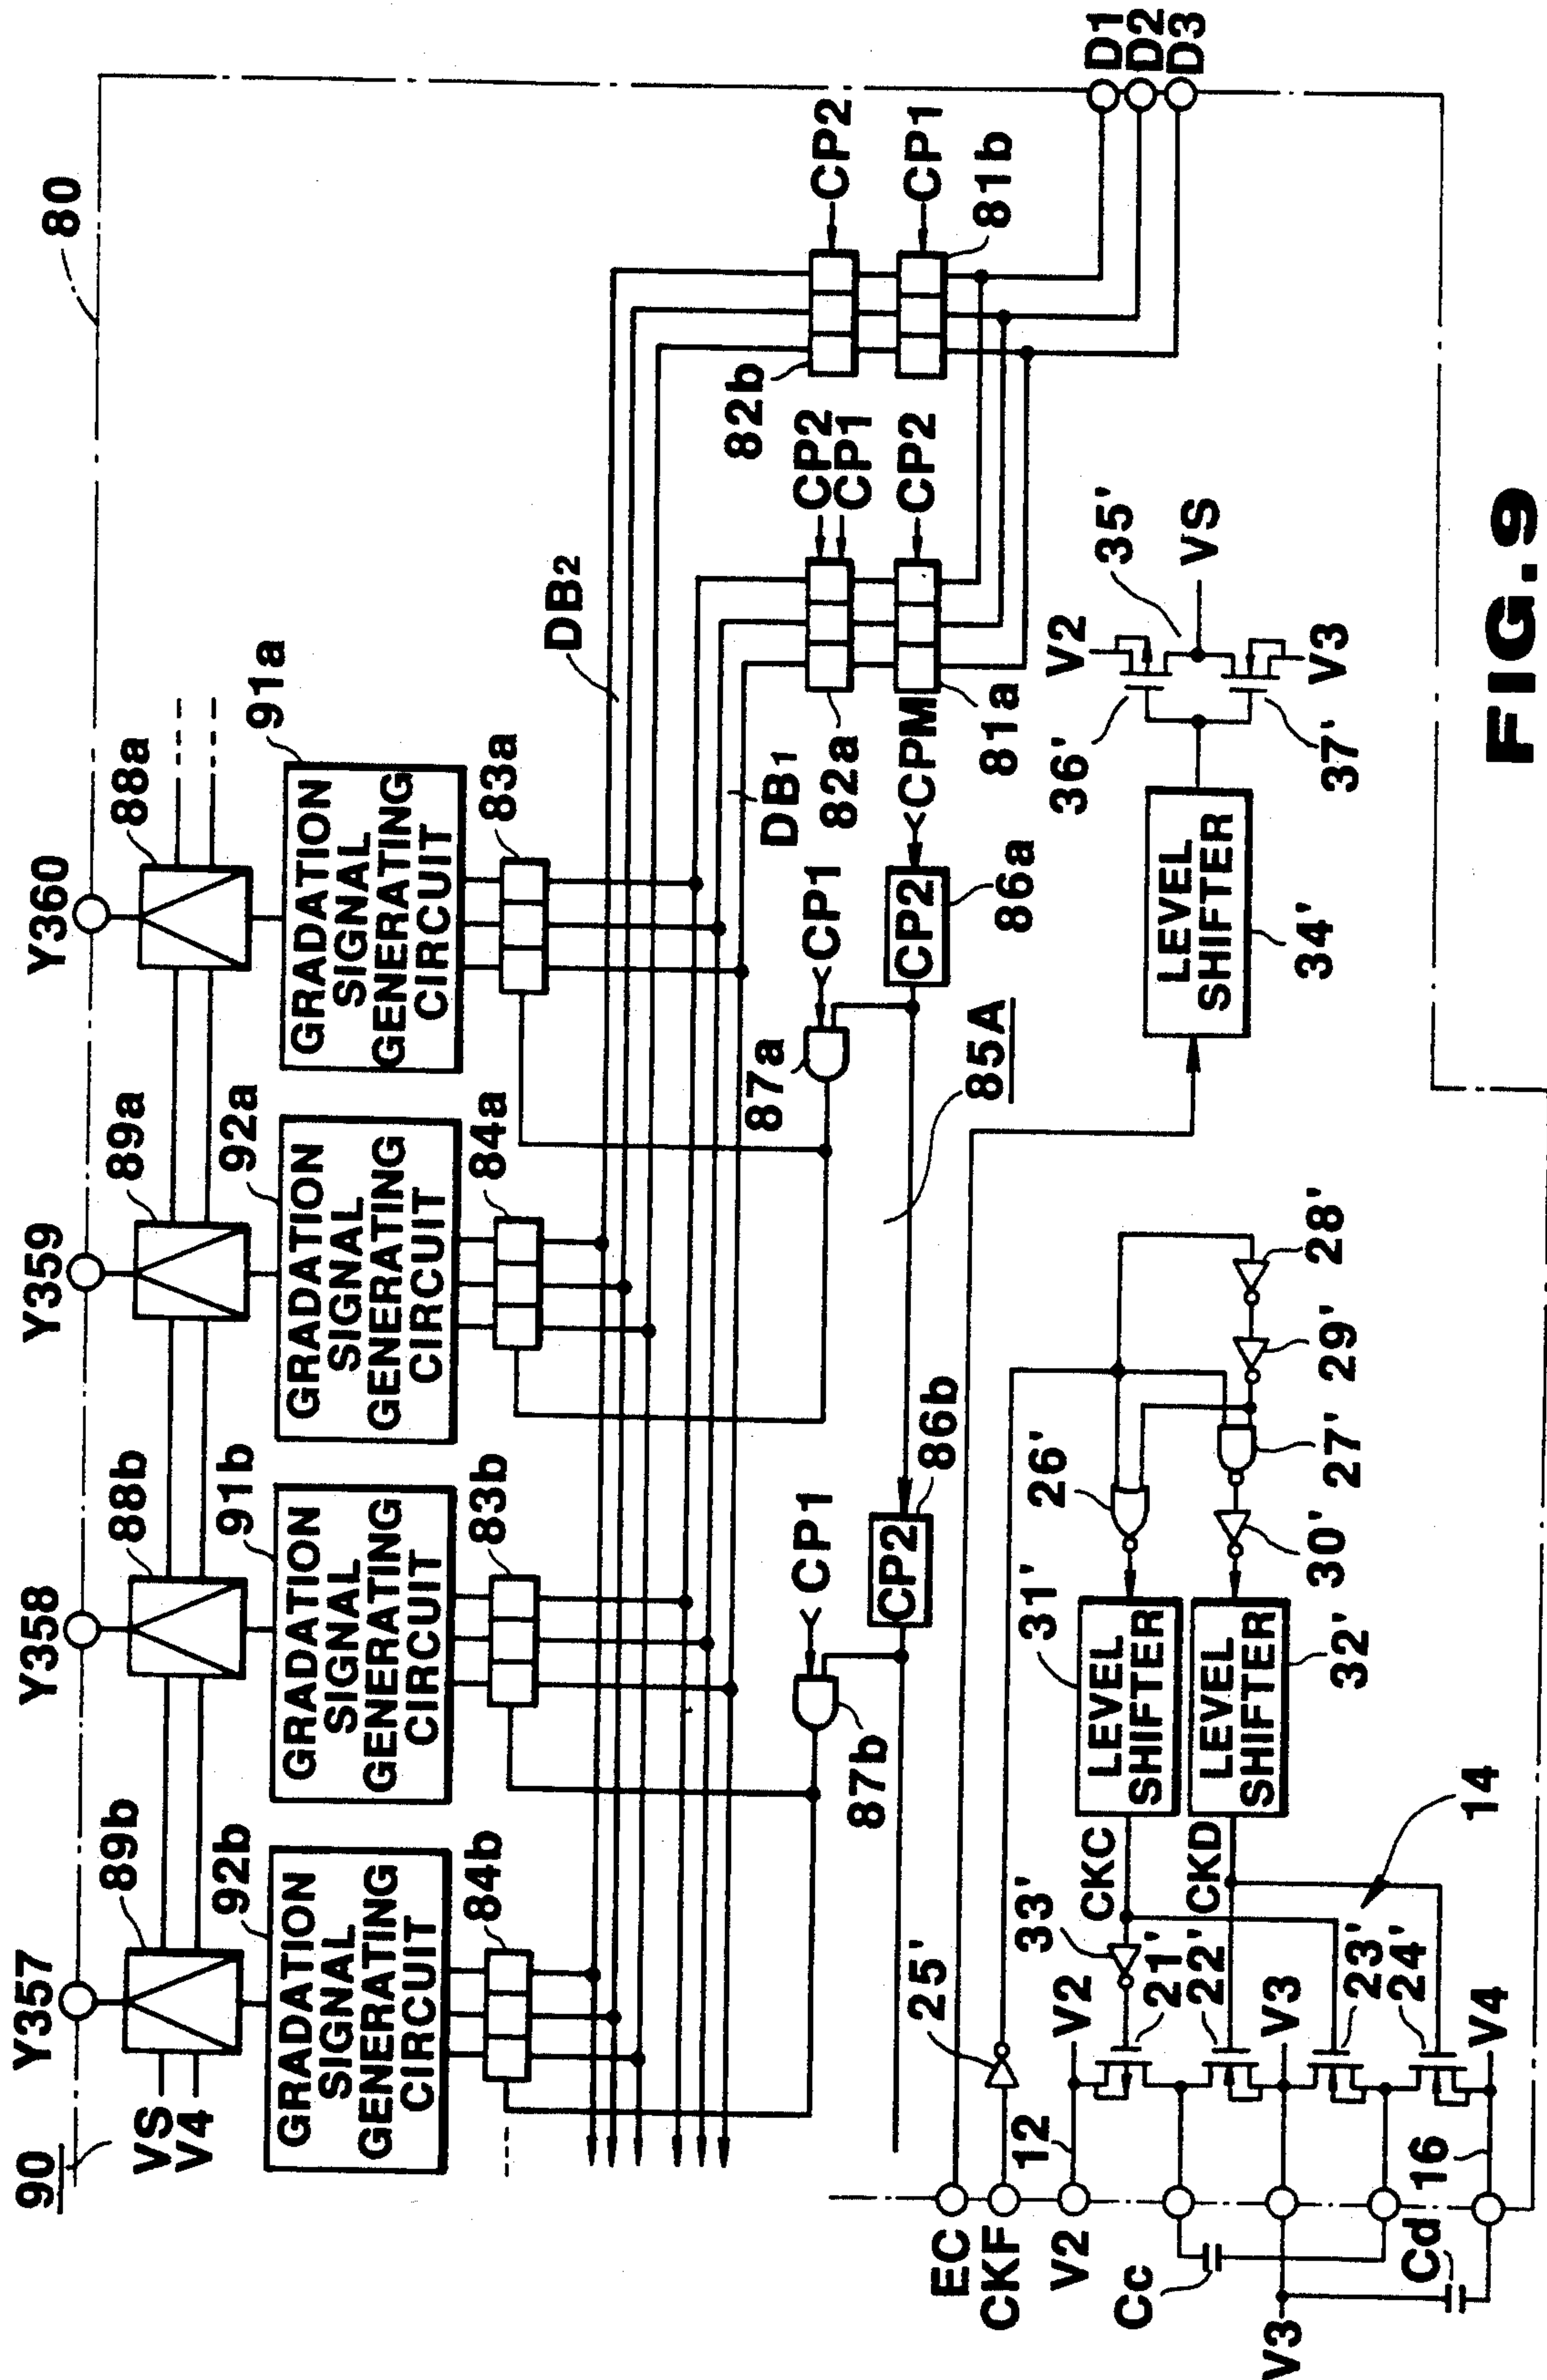 80
90
Y357
Y358
Y359
Y360
VS
V4
89b
88b
89a
88a
92b
91b
92a
91a
GRADATION
SIGNAL
GENERATING
CIRCUIT
GRADATION
SIGNAL
GENERATING
CIRCUIT
GRADATION
SIGNAL
GENERATING
CIRCUIT
GRADATION
SIGNAL
GENERATING
CIRCUIT
84b
83b
84a
83a
DB2
DB1
82b
CP2
CP2
CP1
82a
CP1
CP2
81b
81a
CP1
87b
CP1
87a
CPM
CP2
86b
CP2
86a
85A
D1
D2
D3
EC
CKF
V2
25'
12
V2
33'
CKC
CKD
31'
LEVEL
SHIFTER
LEVEL
SHIFTER
32'
26'
27'
30'
29'
28'
21'
22'
V3
23'
24'
V4
14
16
Cc
Cd
V3
LEVEL
SHIFTER
34'
36'
V2
35'
VS
37'
V3
FIG.9